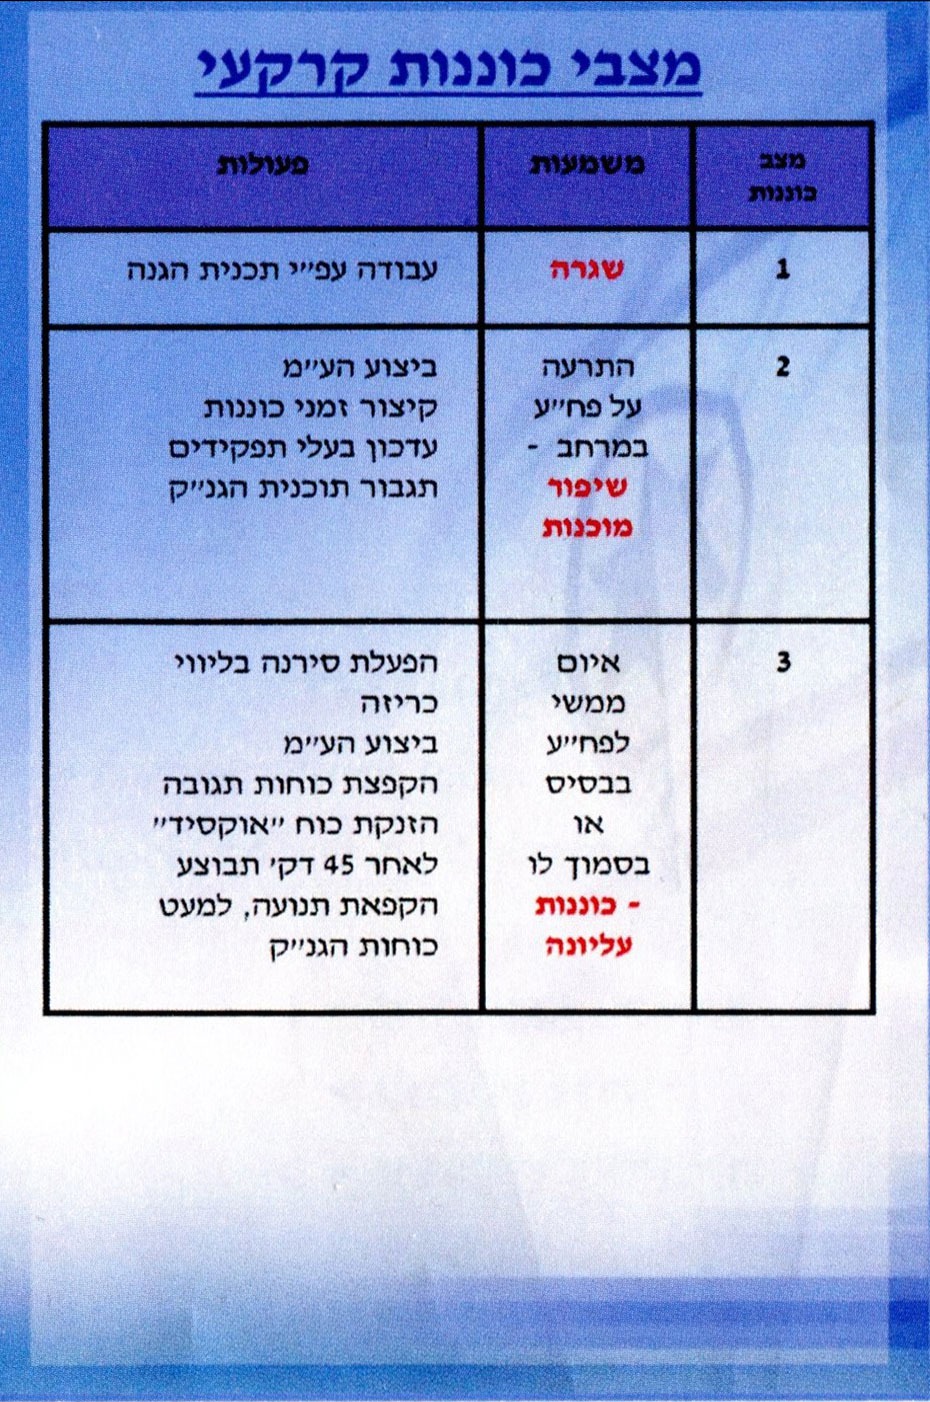 מצבי כוננות קרקעי
מצב
כוננות
משמעות
פעולות
1
שגרה
עבודה עפ״י תכנית הגנה
2
התרעה
על פח״ע
במרחב -
שיפור
מוכנות
ביצוע הע״מ
קיצור זמני כוננות
עדכון בעלי תפקידים
תגבור תוכנית הגנ״ק
3
איום
ממשי
לפח״ע
בבסיס
או
בסמוך לו
- כוננות
עליונה
הפעלת סירנה בליווי
כריזה
ביצוע הע״מ
הקפצת כוחות תגובה
הזנקת כוח ״אוקסיד״
לאחר 45 דק׳ תבוצע
הקפאת תנועה, למעט
כוחות הגנ״ק